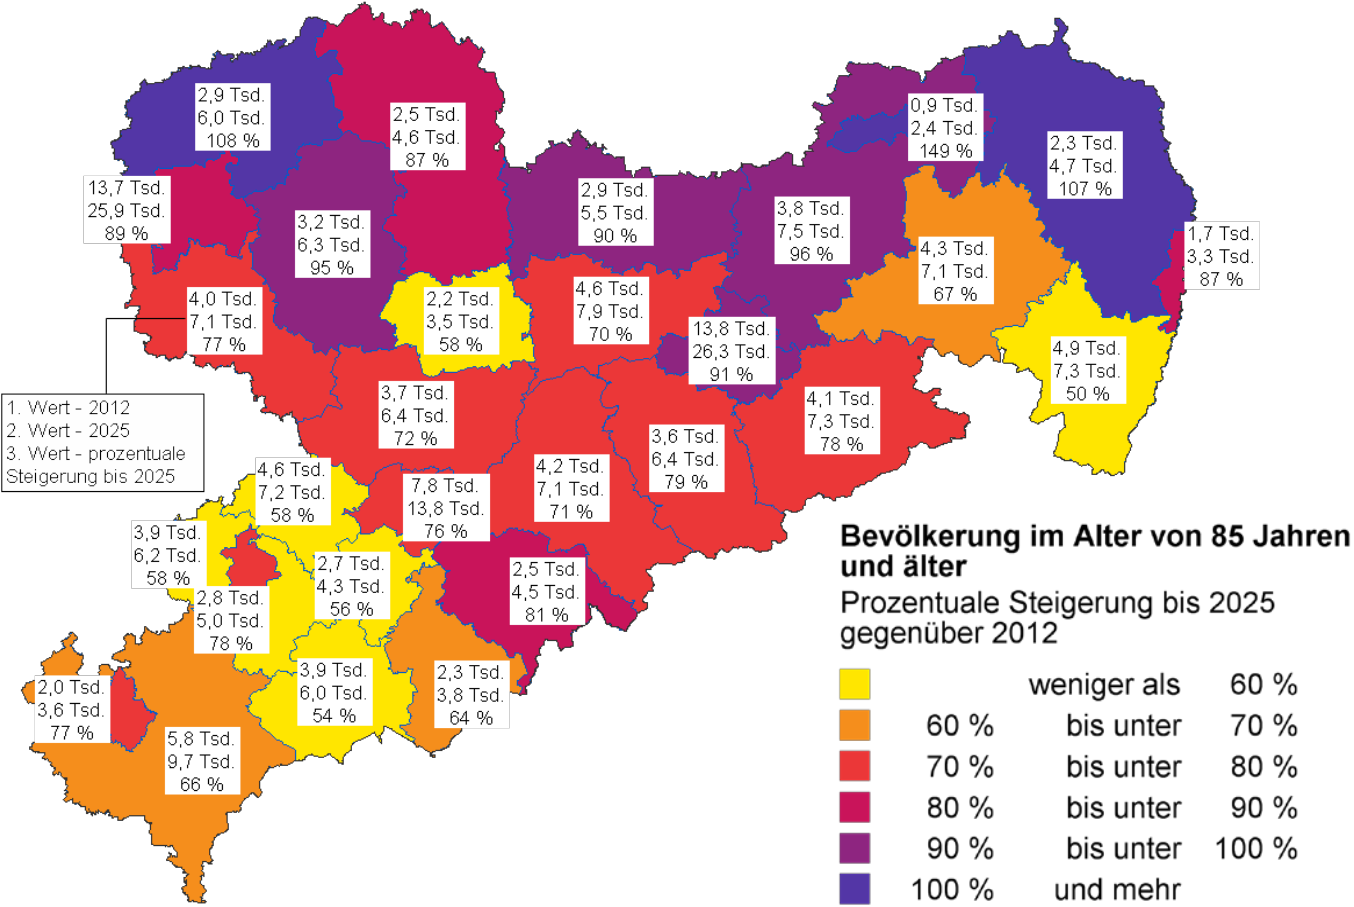 2,9 Tsd.
6,0 Tsd.
108 %
2,5 Tsd.
4,6 Tsd.
87 %
0,9 Tsd.
2,4 Tsd.
149 %
2,3 Tsd.
4,7 Tsd.
107 %
13,7 Tsd.
25,9 Tsd.
89 %
3,2 Tsd.
6,3 Tsd.
95 %
2,9 Tsd.
5,5 Tsd.
90 %
3,8 Tsd.
7,5 Tsd.
96 %
4,3 Tsd.
7,1 Tsd.
67 %
1,7 Tsd.
3,3 Tsd.
87 %
4,0 Tsd.
7,1 Tsd.
77 %
2,2 Tsd.
3,5 Tsd.
58 %
4,6 Tsd.
7,9 Tsd.
70 %
13,8 Tsd.
26,3 Tsd.
91 %
4,9 Tsd.
7,3 Tsd.
50 %
1. Wert - 2012
2. Wert - 2025
3. Wert - prozentuale
Steigerung bis 2025
3,7 Tsd.
6,4 Tsd.
72 %
4,1 Tsd.
7,3 Tsd.
78 %
3,6 Tsd.
6,4 Tsd.
79 %
4,6 Tsd.
7,2 Tsd.
58 %
7,8 Tsd.
13,8 Tsd.
76 %
4,2 Tsd.
7,1 Tsd.
71 %
3,9 Tsd.
6,2 Tsd.
58 %
2,7 Tsd.
4,3 Tsd.
56 %
2,5 Tsd.
4,5 Tsd.
81 %
2,8 Tsd.
5,0 Tsd.
78 %
3,9 Tsd.
6,0 Tsd.
54 %
2,3 Tsd.
3,8 Tsd.
64 %
2,0 Tsd.
3,6 Tsd.
77 %
5,8 Tsd.
9,7 Tsd.
66 %
Bevölkerung im Alter von 85 Jahren
und älter
Prozentuale Steigerung bis 2025
gegenüber 2012
weniger als 60 %
60 % bis unter 70 %
70 % bis unter 80 %
80 % bis unter 90 %
90 % bis unter 100 %
100 % und mehr